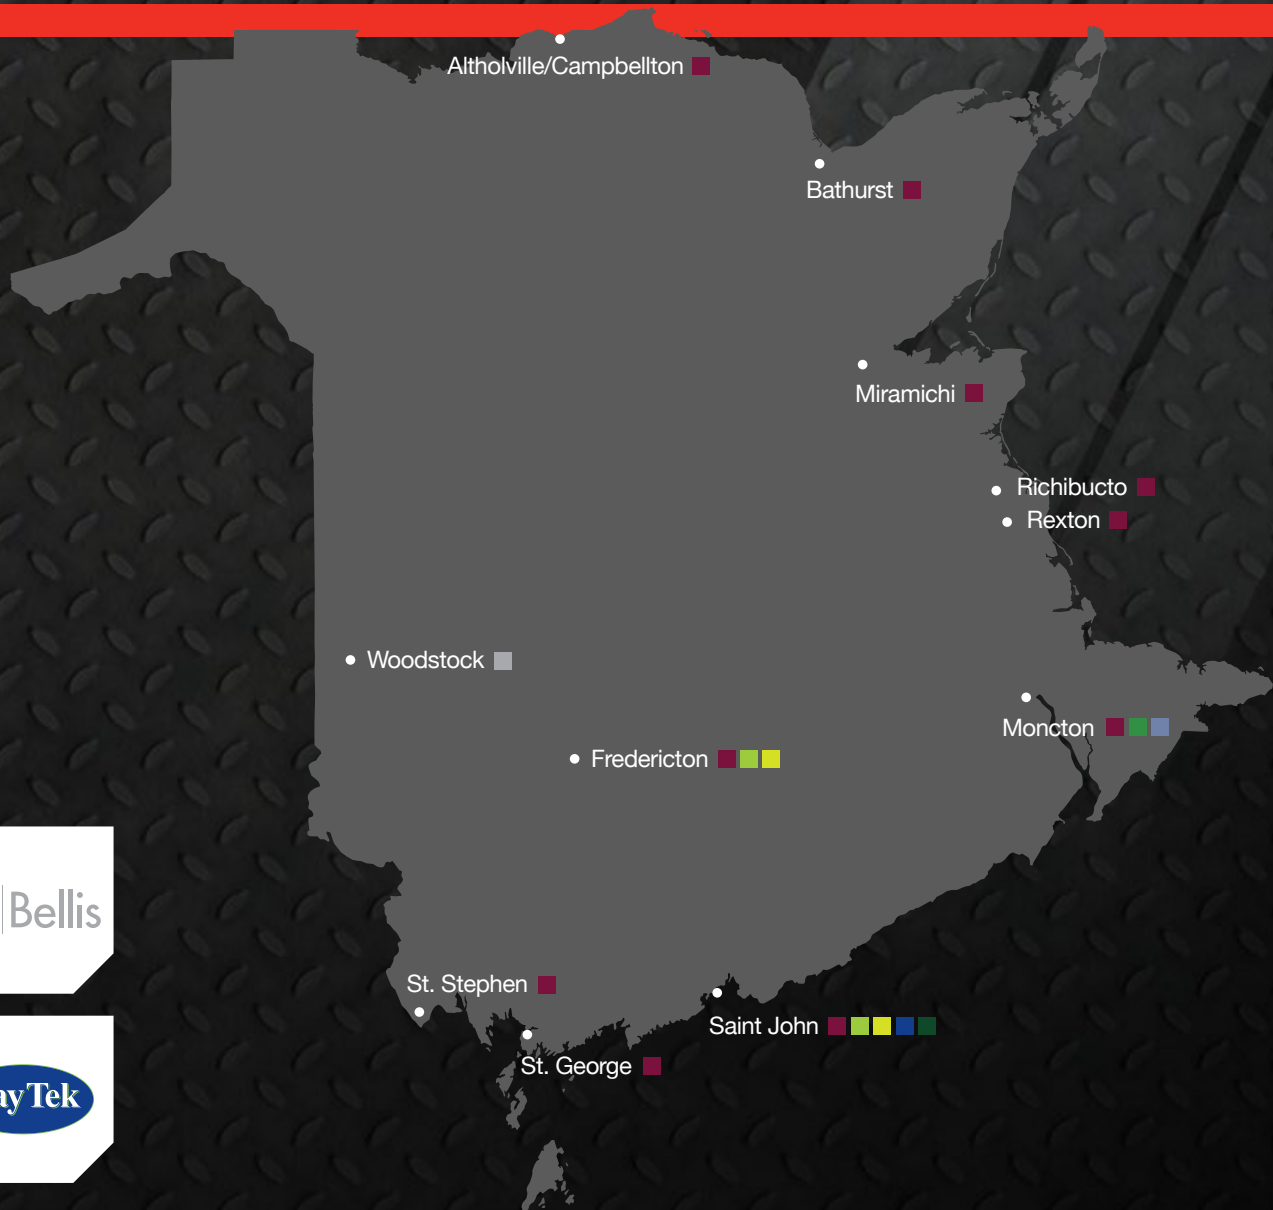 Altholville/Campbellton
Bathurst
Miramichi
Richibucto
Rexton
Woodstock
Moncton
Fredericton
Bellis
St. Stephen
Saint John
St. George
ay Tek